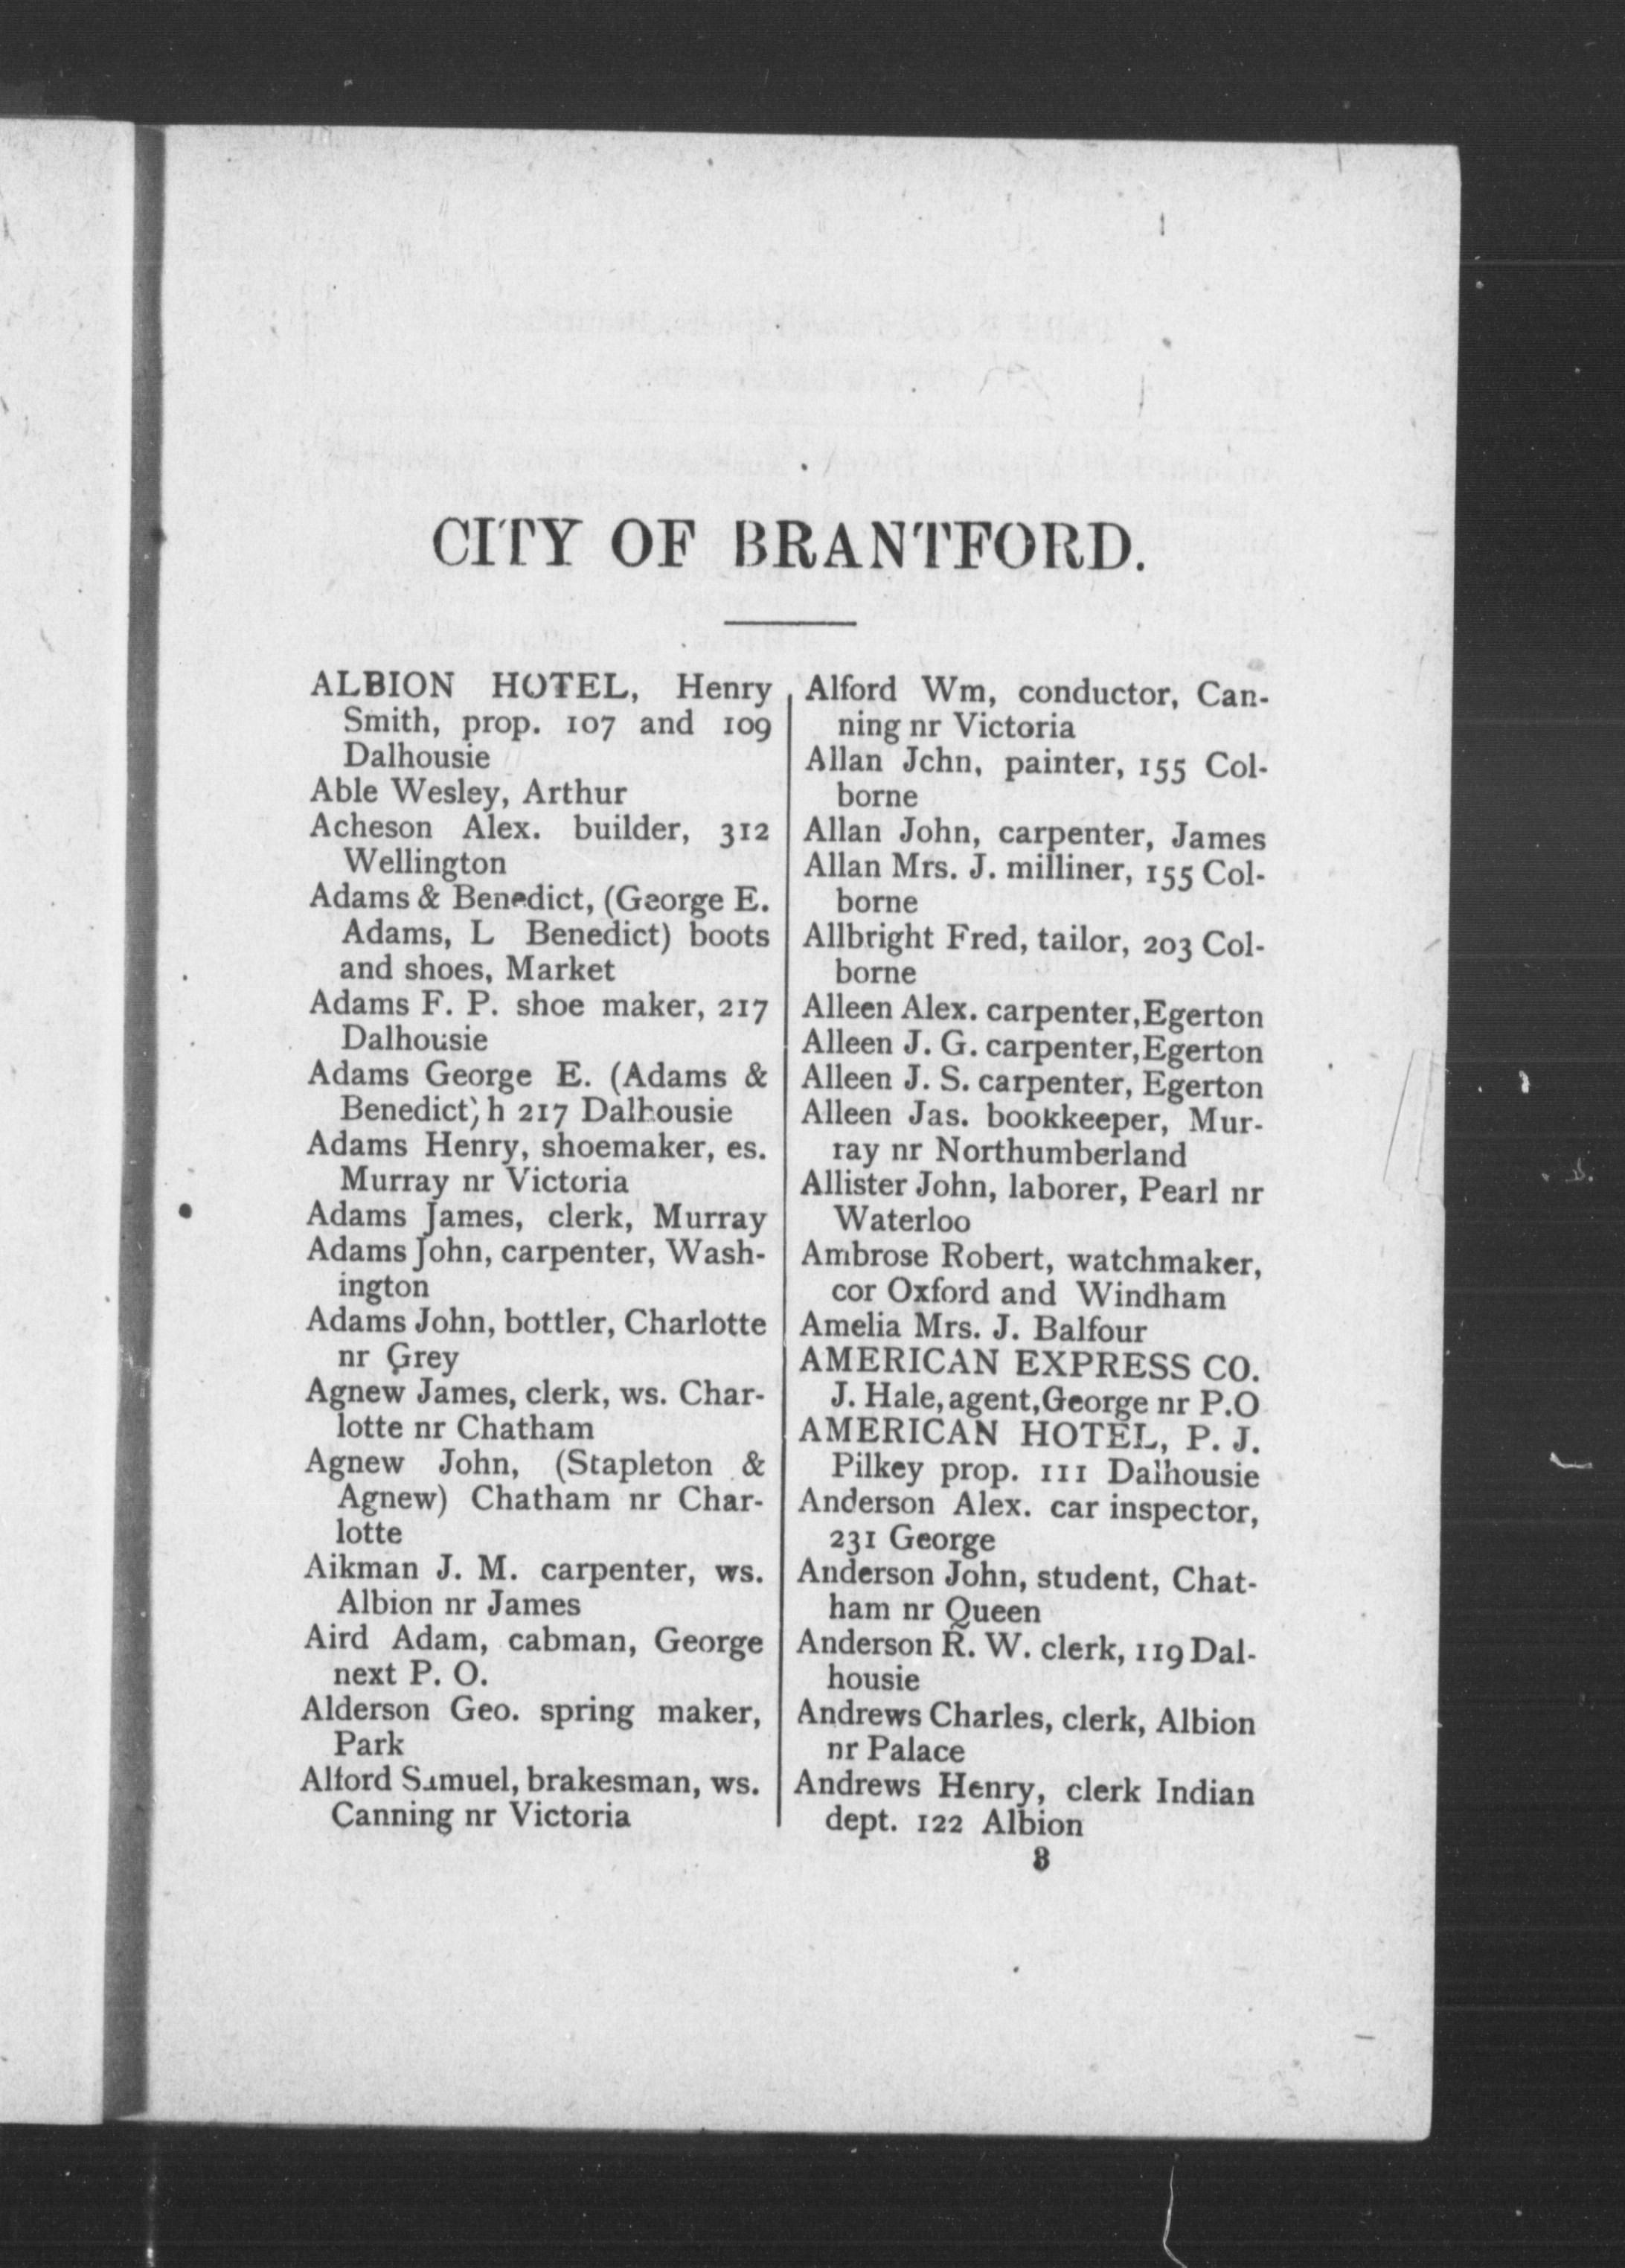 CITY OF BRANTFORD.
ALBION HOTEL, Henry
Smith, prop. 107 and 109
Dalhousie
Able Wesley, Arthur
Acheson Alex. builder, 312
Wellington
Adams & Benedict, (George E.
Adams, L Benedict) boots
and shoes, Market
Adams F. P. shoe maker, 217
Dalhousie
Adams George E. (Adams &
Benedict) h 217 Dalhousie
Adams Henry, shoemaker, es.
Murray nr Victoria
Adams James, clerk, Murray
Adams John, carpenter, Wash-
ington
Adams John, bottler, Charlotte
nr Grey
Agnew James, clerk, ws. Char-
lotte nr Chatham
Agnew John, (Stapleton &
Agnew) Chatham nr Char-
lotte
Aikman J. M. carpenter, ws.
Albion nr James
Aird Adam, cabman, George
next P. O.
Alderson Geo. spring maker,
Park
Alford Samuel, brakesman, ws.
Canning nr Victoria
Alford Wm, conductor, Can-
ning nr Victoria
Allan Jchn, painter, 155 Col-
borne
Allan John, carpenter, James
Allan Mrs. J. milliner, 155 Col-
borne
Allbright Fred, tailor, 203 Col-
borne
Alleen Alex. carpenter, Egerton
Alleen J. G. carpenter, Egerton
Alleen J. S. carpenter, Egerton
Alleen Jas. bookkeeper, Mur-
ray nr Northumberland
Allister John, laborer, Pearl nr
Waterloo
Ambrose Robert, watchmaker,
cor Oxford and Windham
Amelia Mrs. J. Balfour
AMERICAN EXPRESS CO.
J. Hale, agent, George nr P.O
AMERICAN HOTEL, P. J.
Pilkey prop. 111 Dalhousie
Anderson Alex. car inspector,
231 George
Anderson John, student, Chat-
ham nr Queen
Anderson R. W. clerk, 119 Dal-
housie
Andrews Charles, clerk, Albion
nr Palace
Andrews Henry, clerk Indian
dept. 122 Albion
3